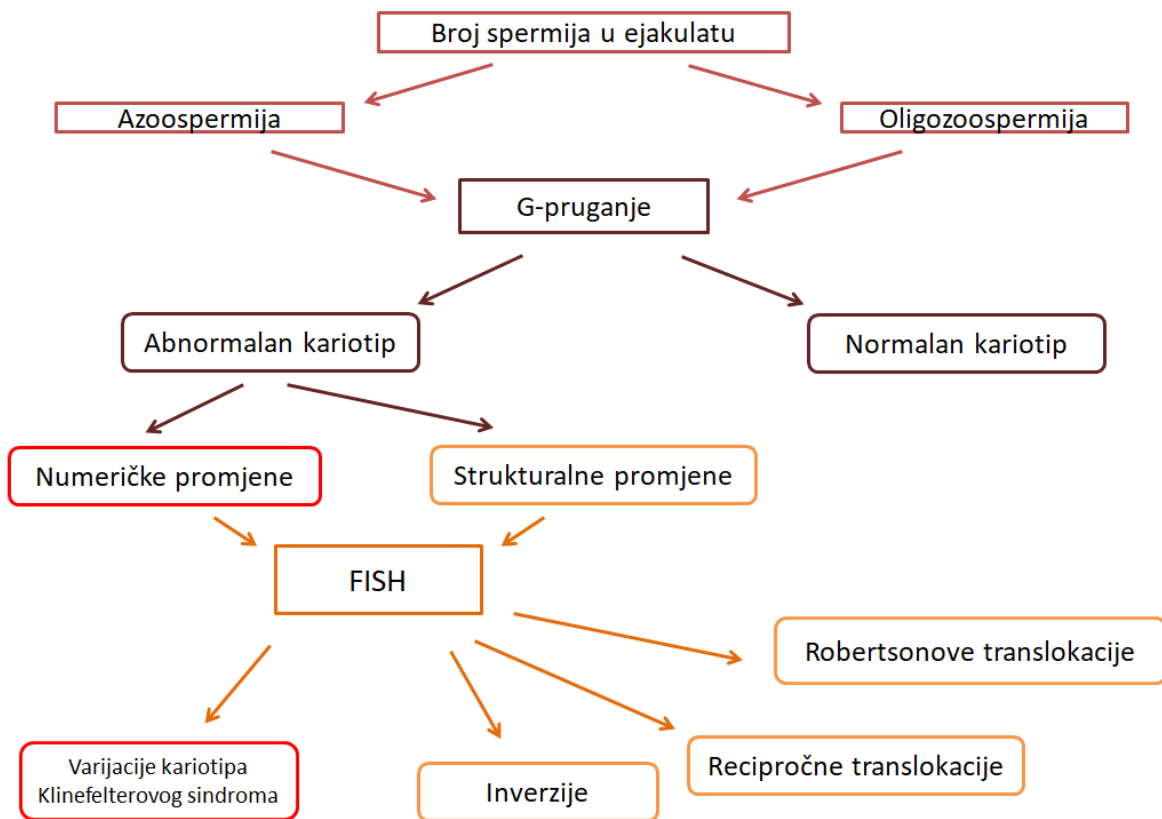 Broj spermija u ejakulatu
Azoospermija
Oligozoospermija
G-pruganje
Abnormalan kariotip
Normalan kariotip
Numeričke promjene
Strukturalne promjene
FISH
Robertsonove translokacije
Recipročne translokacije
Inverzije
Varijacije kariotipa
Klinefelterovog sindroma